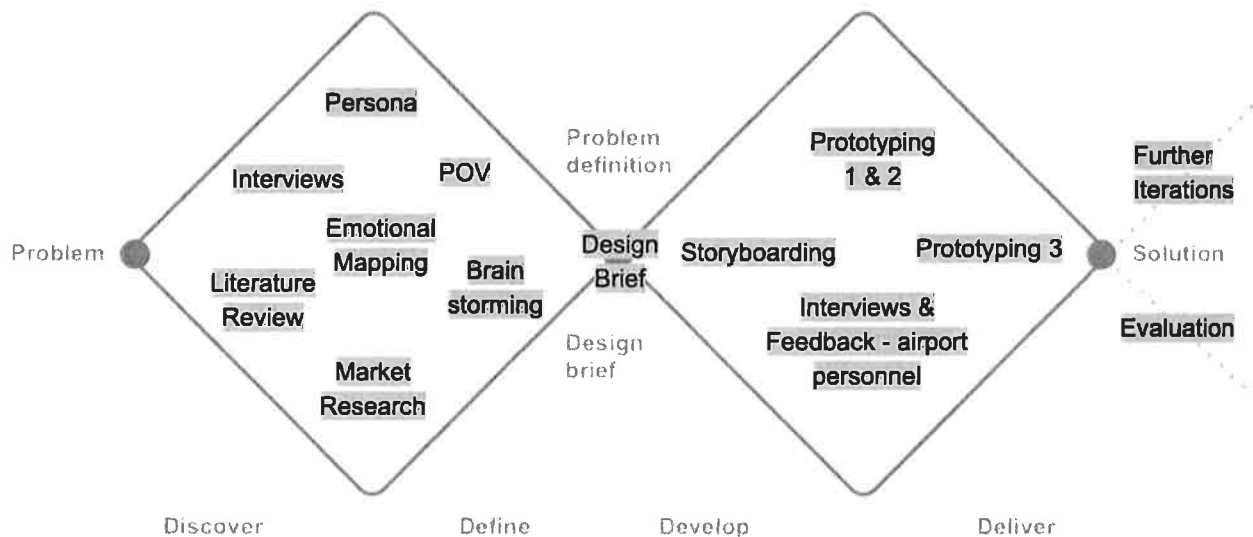 Persona
Problem
definition
Prototyping
1 & 2
Further
Iterations
Interviews
POV
Emotional
Mapping
Problem
Design
Brief
Storyboarding
Prototyping 3
Solution
Literature
Review
Brain
storming
Interviews &
Feedback - airport
personnel
Evaluation
Design
brief
Market
Research
Discover
Define
Develop
Deliver